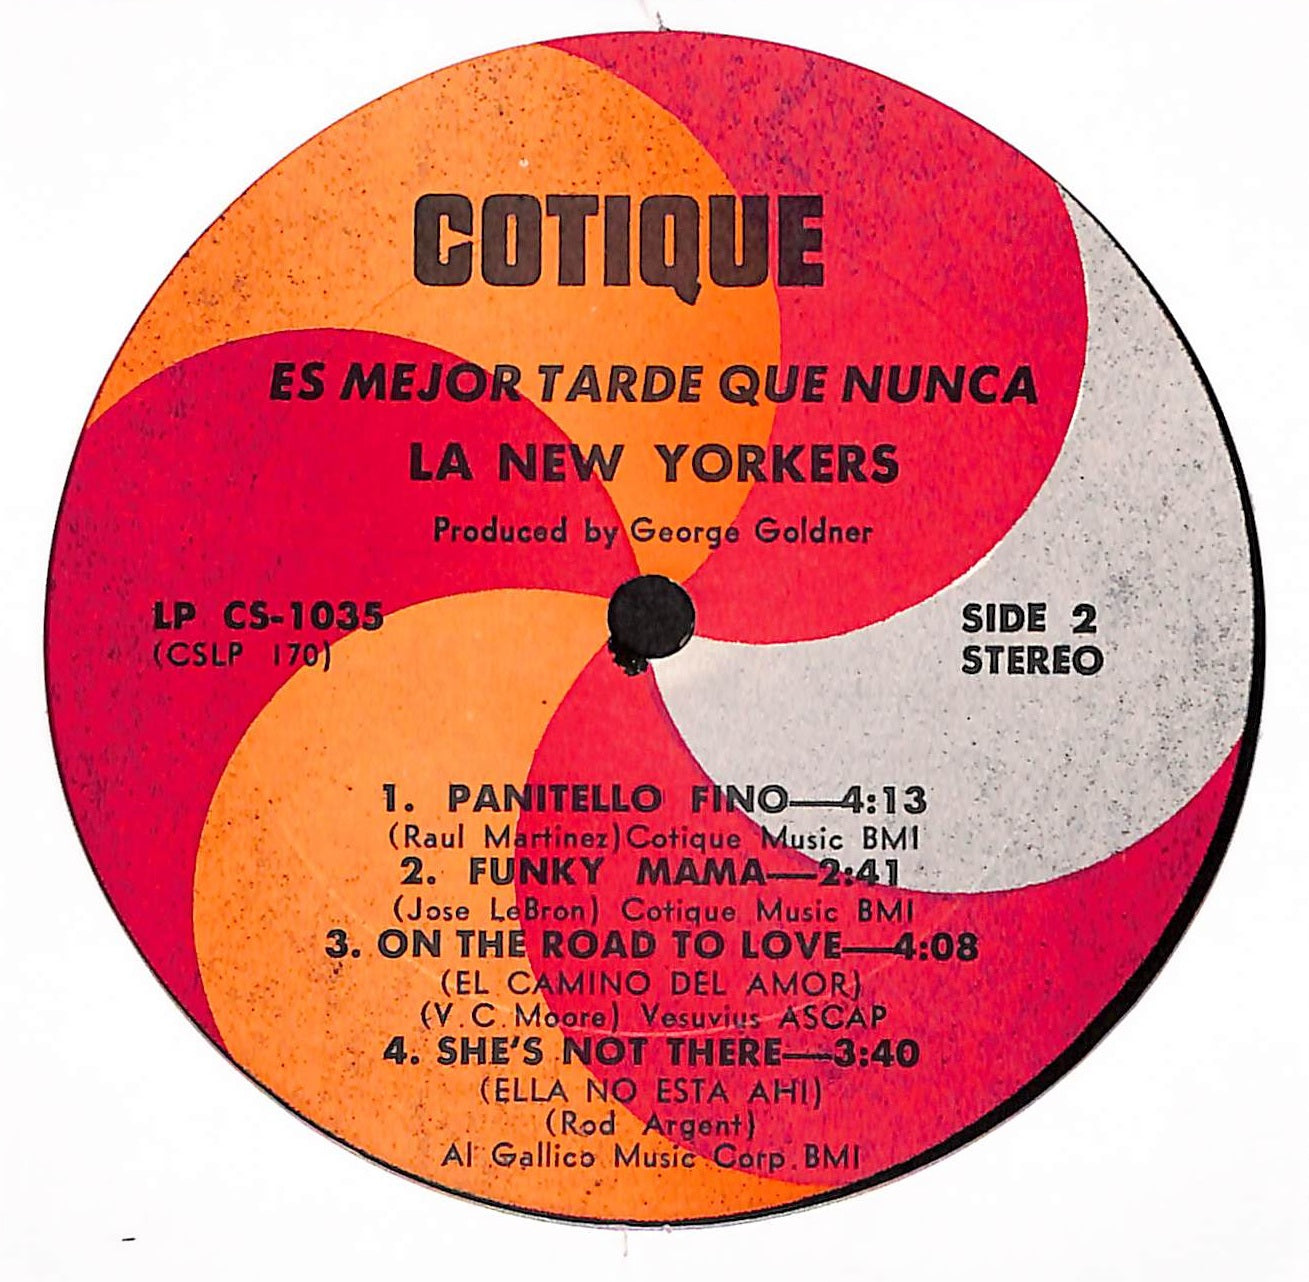 COTIQUE
ES MEJOR TARDE QUE NUNCA
LA NEW YORKERS
Produced by George Goldner
LP CS-1035
(CSLP 170)
SIDE 2
STEREO
1. PANITELLO FINO—4:13
(Raul Martinez) Cotique Music BMI
2. FUNKY MAMA—2:41
(Jose LeBron) Cotique Music BMI
3. ON THE ROAD TO LOVE—4:08
(EL CAMINO DEL AMOR)
(V. C. Moore) Vesuvius ASCAP
4. SHE'S NOT THERE—3:40
(ELLA NO ESTA AHI)
(Rod Argent)
Al Gallico Music Corp. BMI